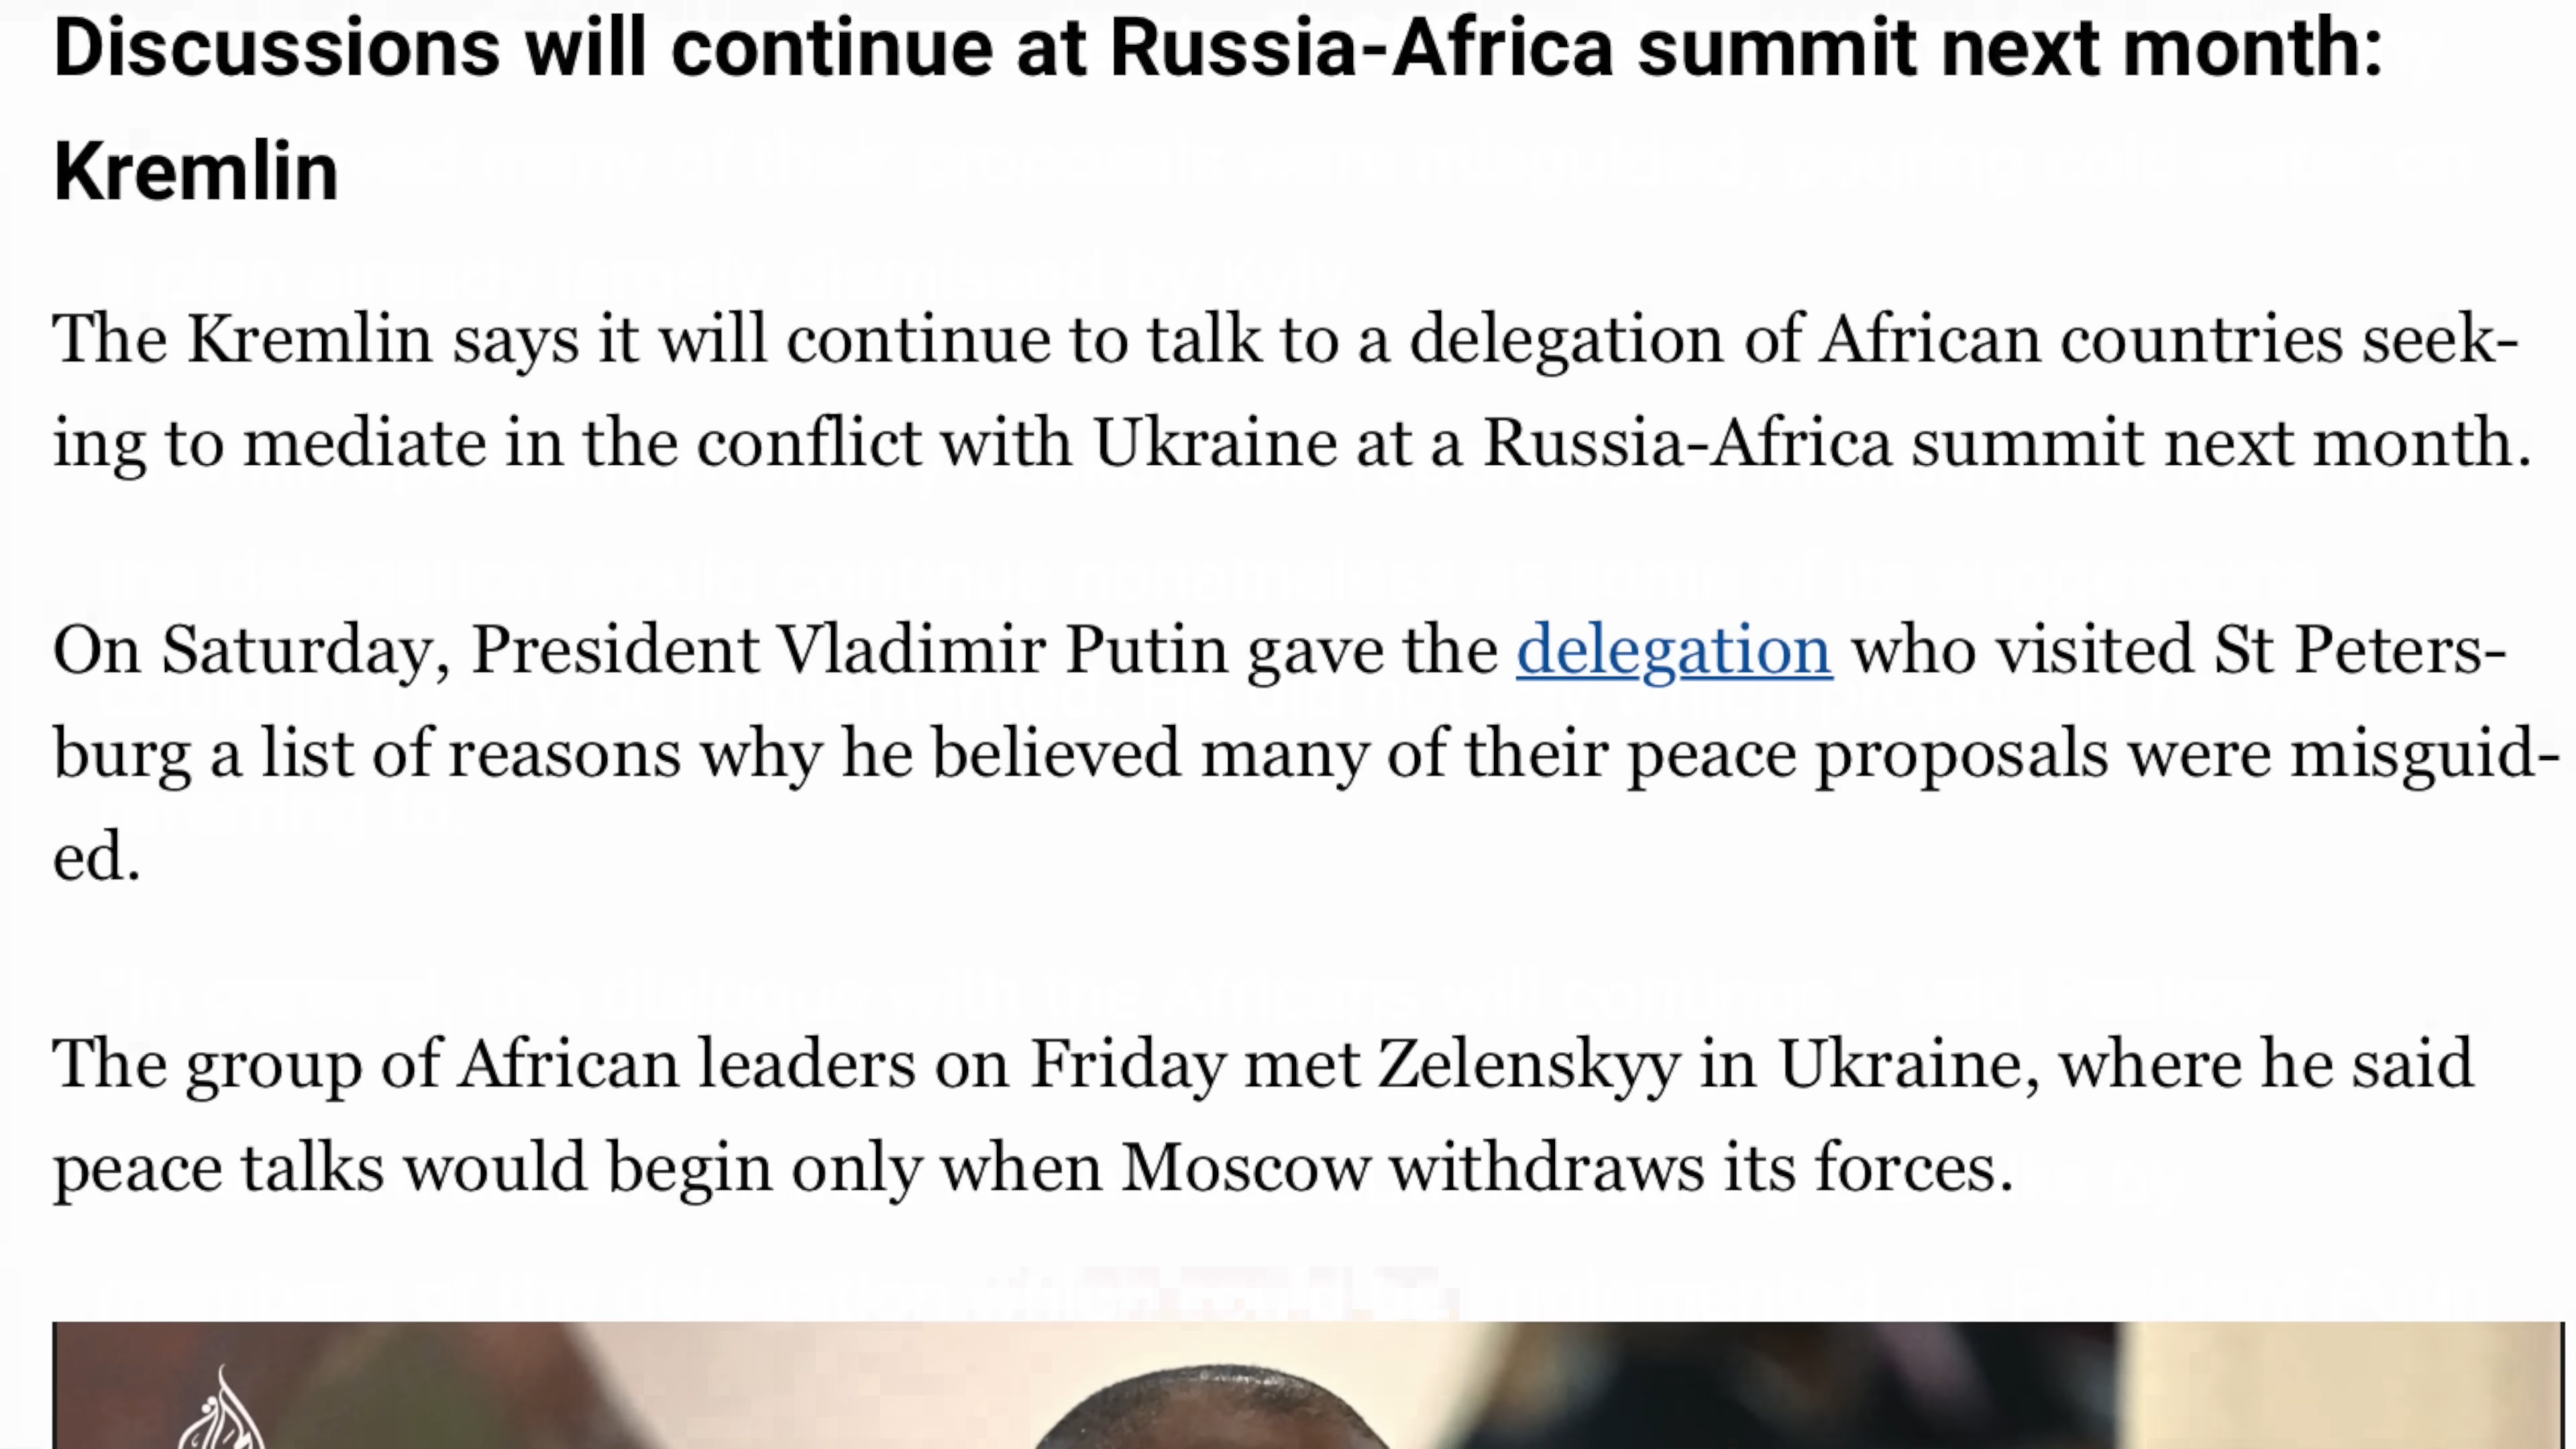 Discussions will continue at Russia-Africa summit next month:
Kremlin
The Kremlin says it will continue to talk to a delegation of African countries seek-
ing to mediate in the conflict with Ukraine at a Russia-Africa summit next month.
On Saturday, President Vladimir Putin gave the delegation who visited St Peters-
burg a list of reasons why he believed many of their peace proposals were misguid-
ed.
The group of African leaders on Friday met Zelenskyy in Ukraine, where he said
peace talks would begin only when Moscow withdraws its forces.